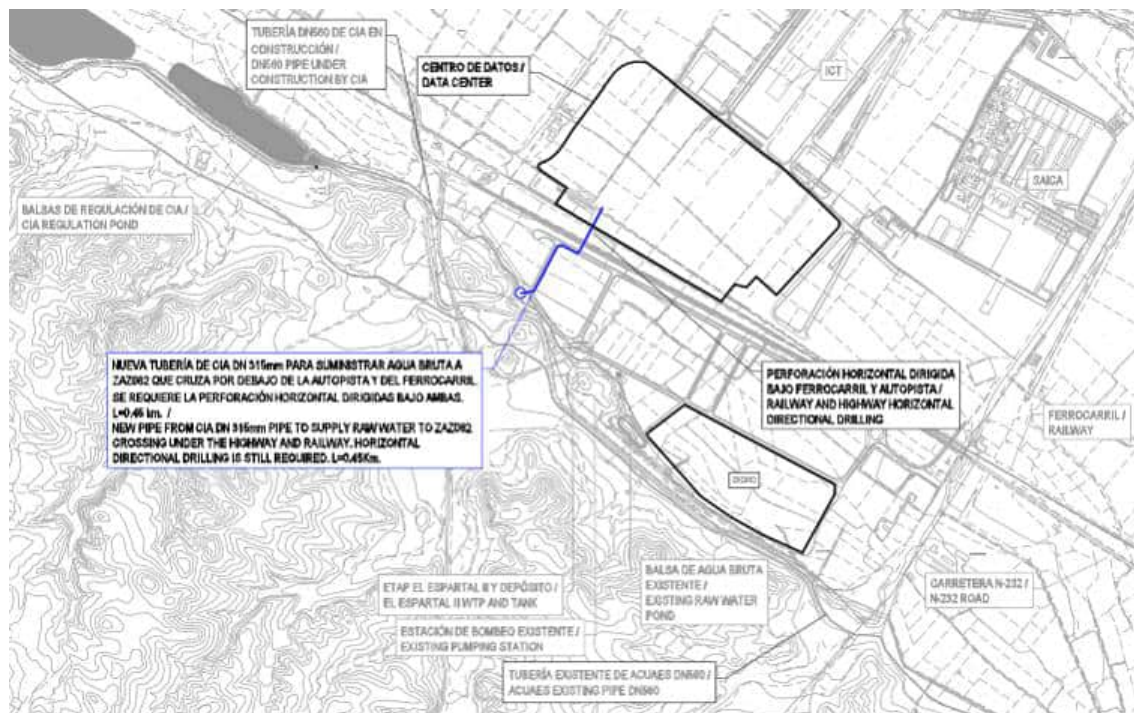 TUBERÍA DN560 DE CIA EN
CONSTRUCCIÓN /
DN560 PIPE UNDER
CONSTRUCTION BY CIA
CENTRO DE DATOS /
DATA CENTER
ICT
SAICA
BALSAS DE REGULACIÓN DE CIA /
CIA REGULATION POND
NUEVA TUBERÍA DE CIA DN 315mm PARA SUMINISTRAR AGUA BRUTA A
ZAZ062 QUE CRUZA POR DEBAJO DE LA AUTOPISTA Y DEL FERROCARRIL
SE REQUIERE LA PERFORACIÓN HORIZONTAL DIRIGIDAS BAJO AMBAS.
L=0.45 km. /
NEW PIPE FROM CIA DN 315mm PIPE TO SUPPLY RAW WATER TO ZAZ062
CROSSING UNDER THE HIGHWAY AND RAILWAY. HORIZONTAL
DIRECTIONAL DRILLING IS STILL REQUIRED. L=0.45Km.
PERFORACIÓN HORIZONTAL DIRIGIDA
BAJO FERROCARRIL Y AUTOPISTA /
RAILWAY AND HIGHWAY HORIZONTAL
DIRECTIONAL DRILLING
FERROCARRIL /
RAILWAY
ETAP EL ESPARTAL II Y DEPÓSITO /
EL ESPARTAL II WTP AND TANK
BALSA DE AGUA BRUTA
EXISTENTE /
EXISTING RAW WATER
POND
CARRETERA N-232 /
N-232 ROAD
ESTACIÓN DE BOMBEO EXISTENTE /
EXISTING PUMPING STATION
TUBERÍA EXISTENTE DE ACUAES DN560 /
ACUAES EXISTING PIPE DN560